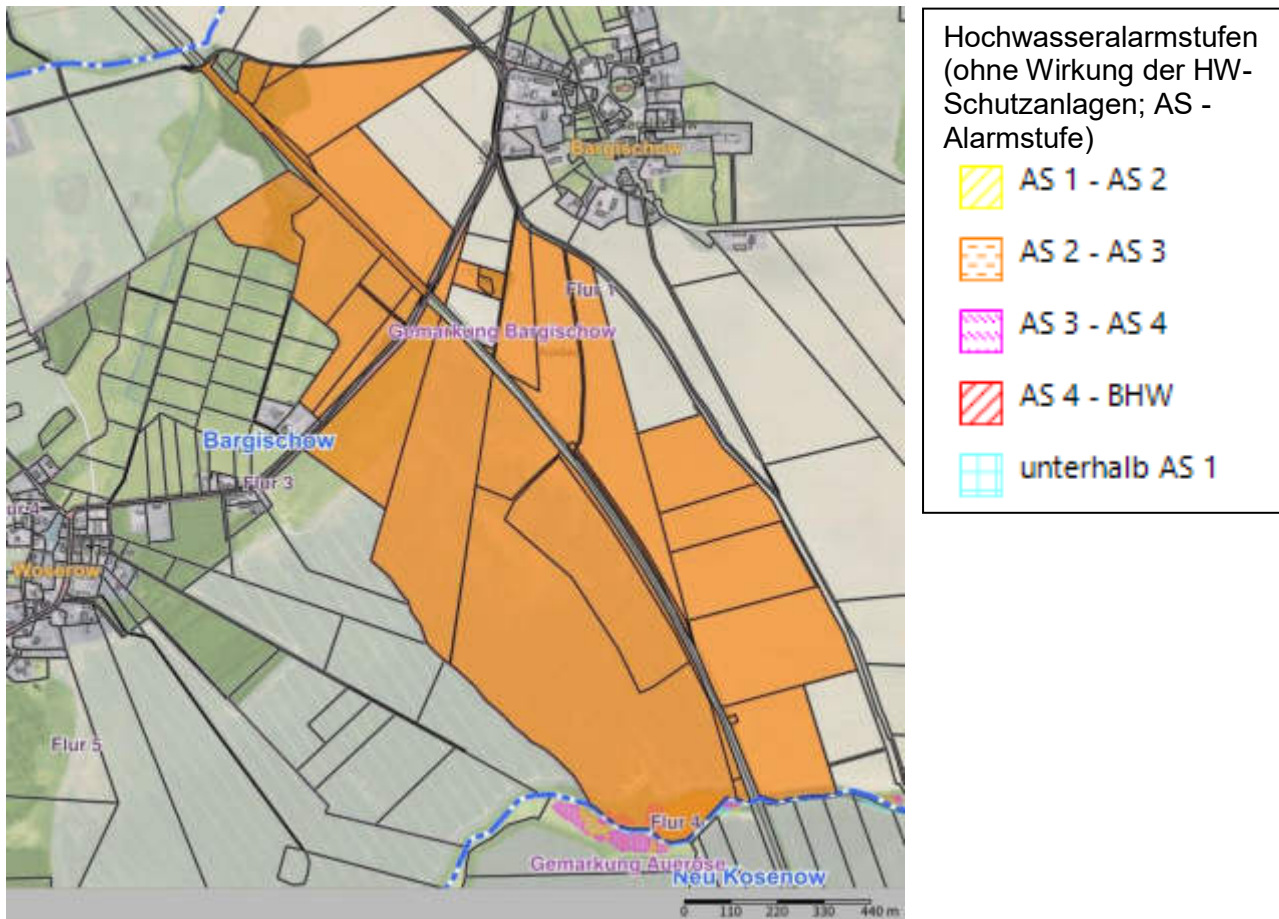 Bargischow
Flur 1
Gemarkung Bargischow
Bargischow
Flur 3
Woserow
Flur 5
Flur 4
Gemarkung Auerose
Neu Kosenow
0 110 220 330 440 m
Hochwasseralarmstufen
(ohne Wirkung der HW-
Schutzanlagen; AS -
Alarmstufe)
AS 1 - AS 2
AS 2 - AS 3
AS 3 - AS 4
AS 4 - BHW
unterhalb AS 1